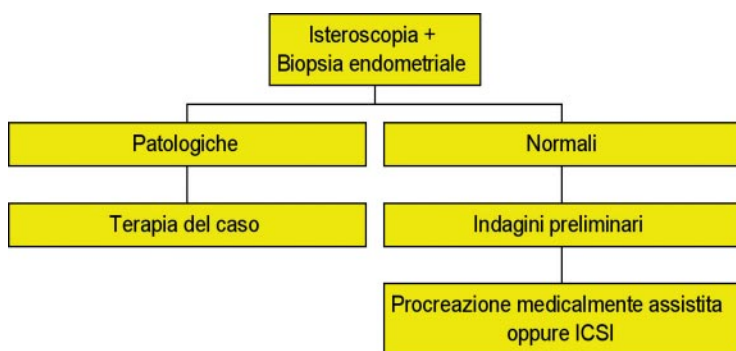 Isteroscopia +
Biopsia endometriale
Patologiche
Normali
Terapia del caso
Indagini preliminari
Procreazione medicalmente assistita
oppure ICSI